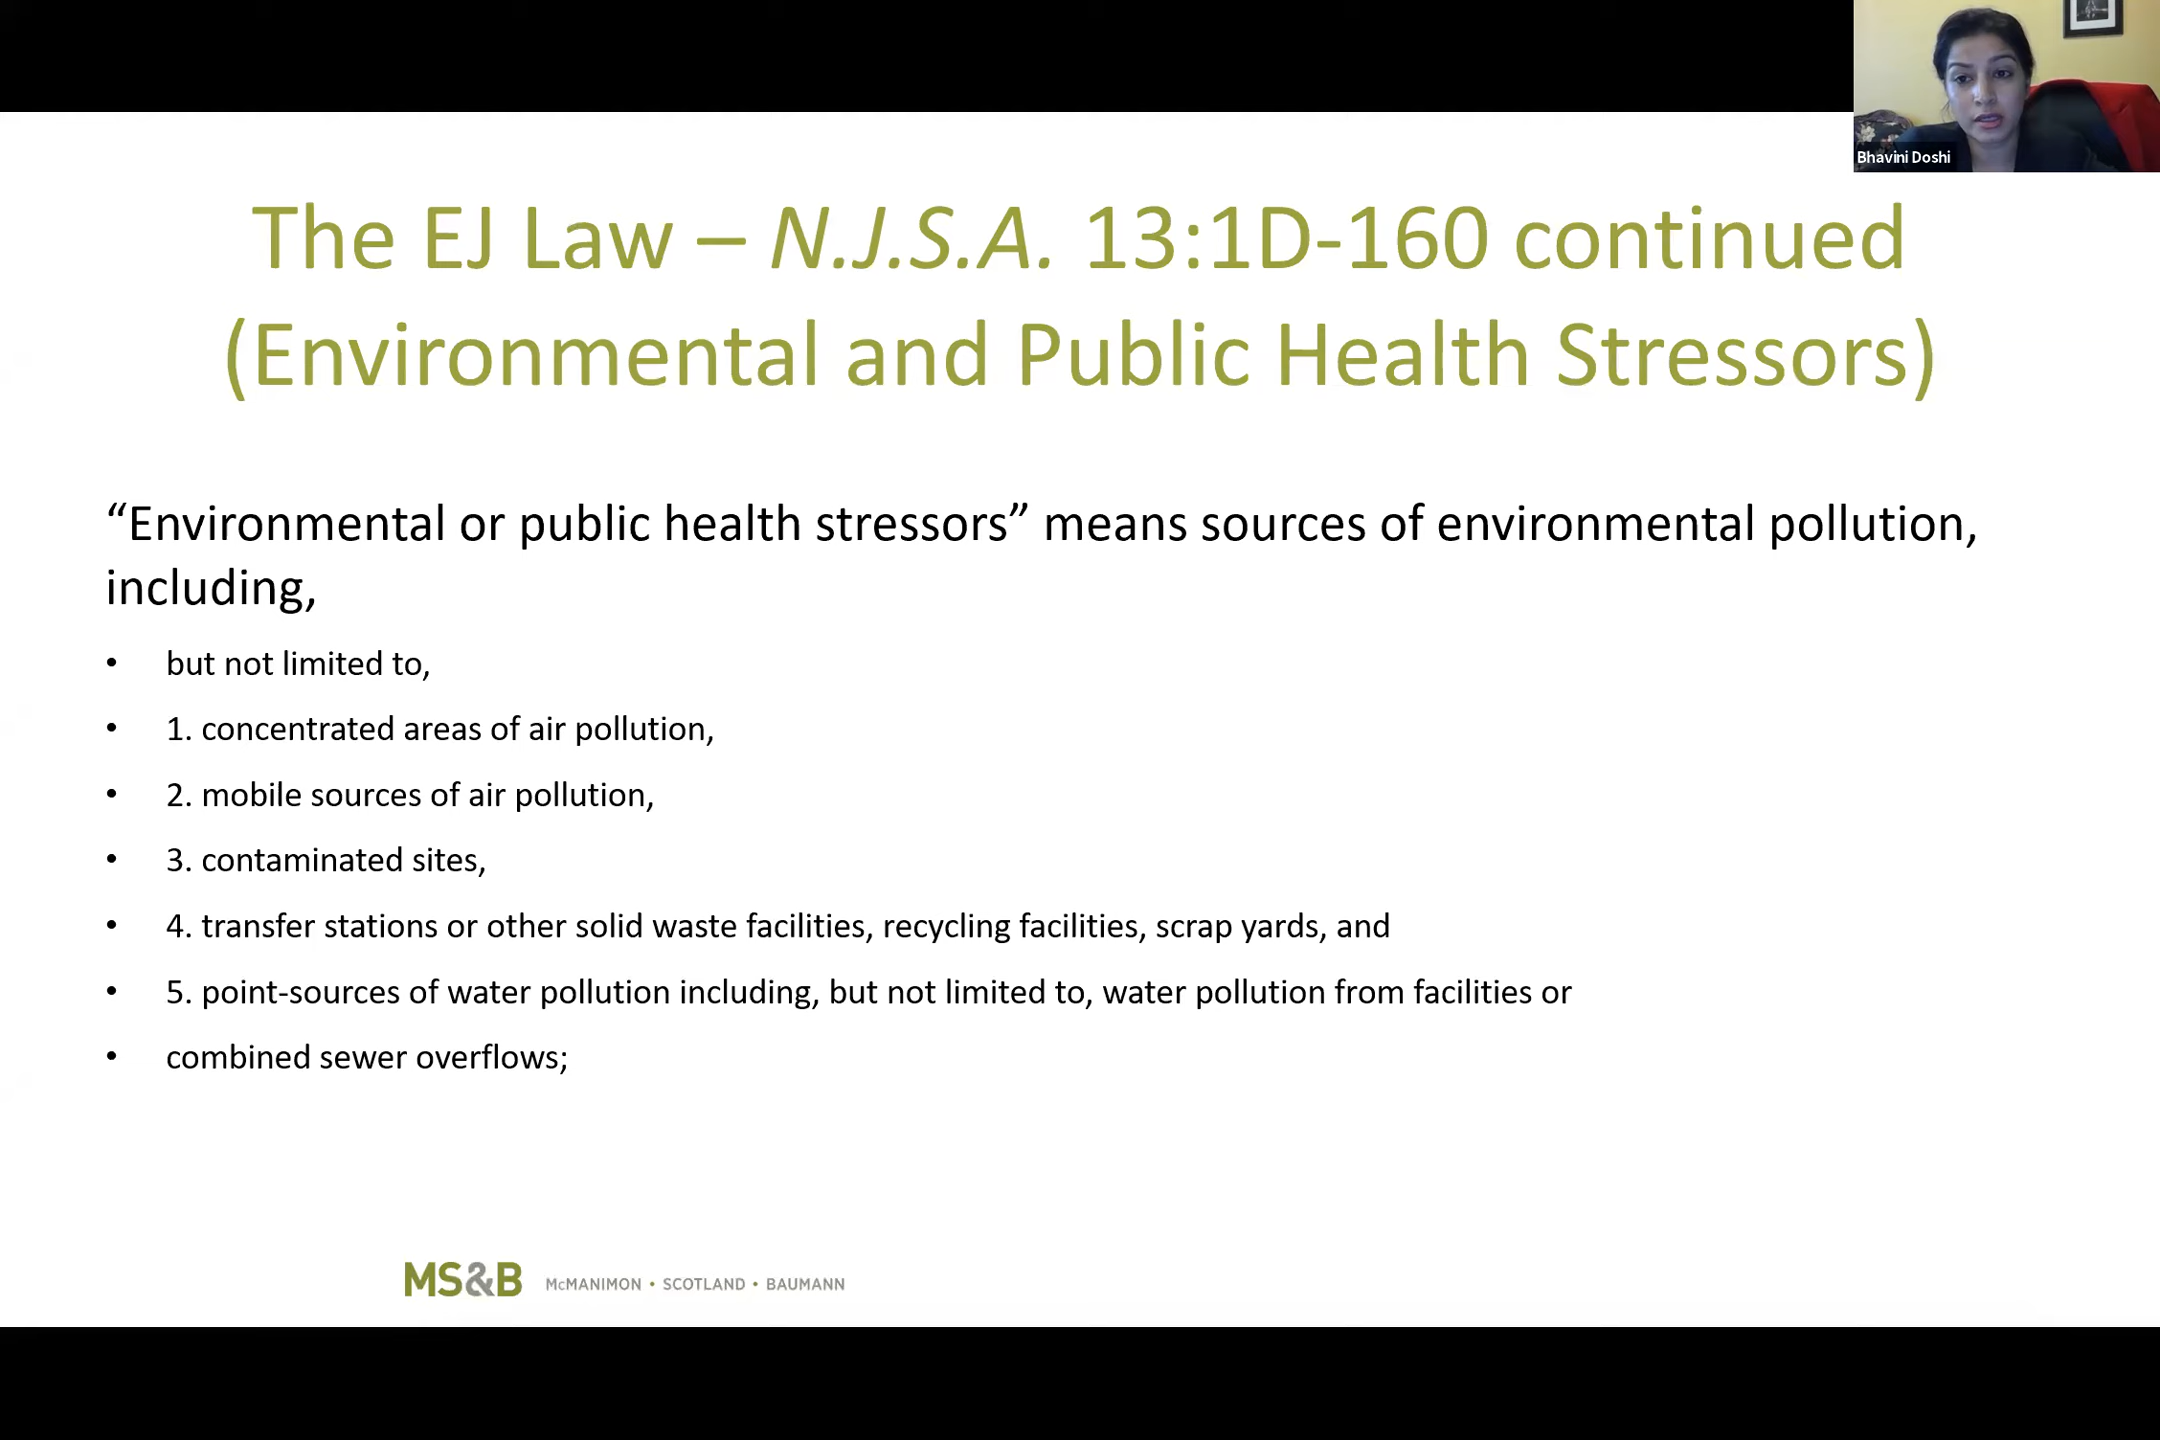 Bhavini Doshi
The EJ Law – N.J.S.A. 13:1D-160 continued
(Environmental and Public Health Stressors)
“Environmental or public health stressors” means sources of environmental pollution,
including,
• but not limited to,
• 1. concentrated areas of air pollution,
• 2. mobile sources of air pollution,
• 3. contaminated sites,
• 4. transfer stations or other solid waste facilities, recycling facilities, scrap yards, and
• 5. point-sources of water pollution including, but not limited to, water pollution from facilities or
• combined sewer overflows;
MS&B McMANIMON • SCOTLAND • BAUMANN